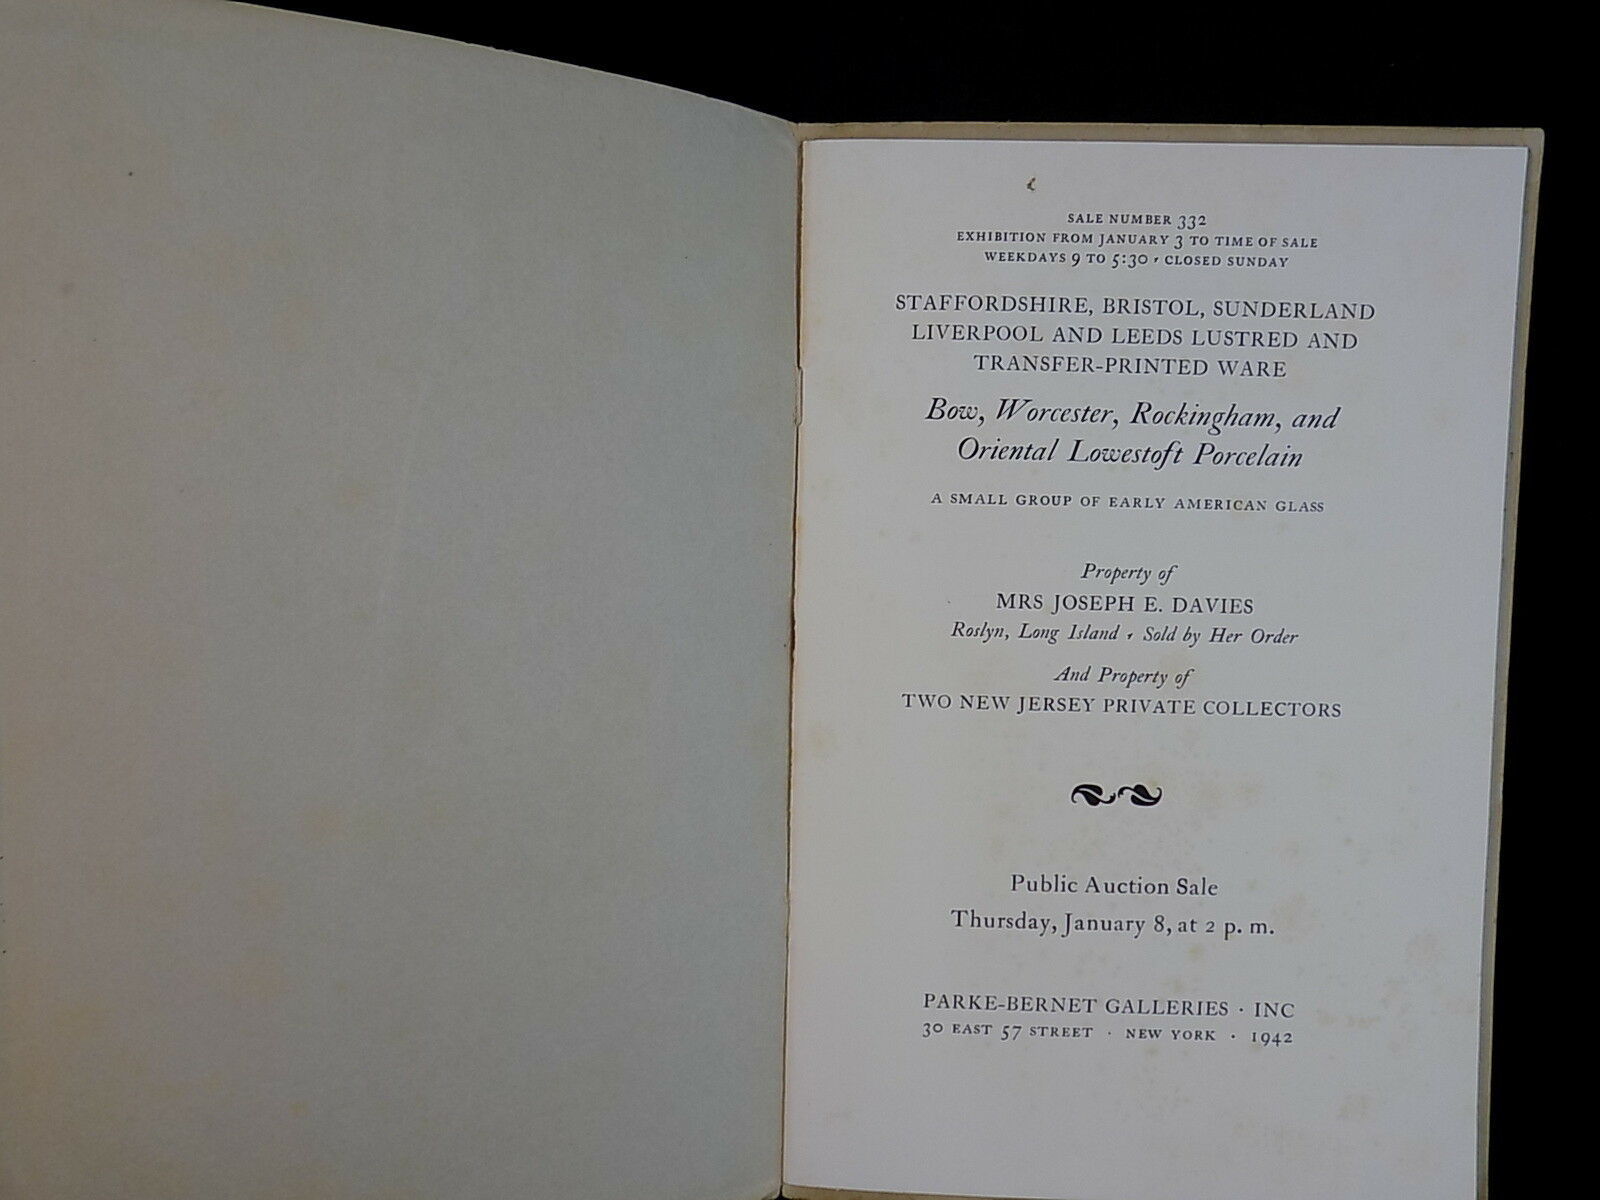 SALE NUMBER 332
EXHIBITION FROM JANUARY 3 TO TIME OF SALE
WEEKDAYS 9 TO 5:30 · CLOSED SUNDAY
STAFFORDSHIRE, BRISTOL, SUNDERLAND
LIVERPOOL AND LEEDS LUSTRED AND
TRANSFER-PRINTED WARE
Bow, Worcester, Rockingham, and
Oriental Lowestoft Porcelain
A SMALL GROUP OF EARLY AMERICAN GLASS
Property of
MRS JOSEPH E. DAVIES
Roslyn, Long Island · Sold by Her Order
And Property of
TWO NEW JERSEY PRIVATE COLLECTORS
Public Auction Sale
Thursday, January 8, at 2 p. m.
PARKE-BERNET GALLERIES · INC
30 EAST 57 STREET · NEW YORK · 1942